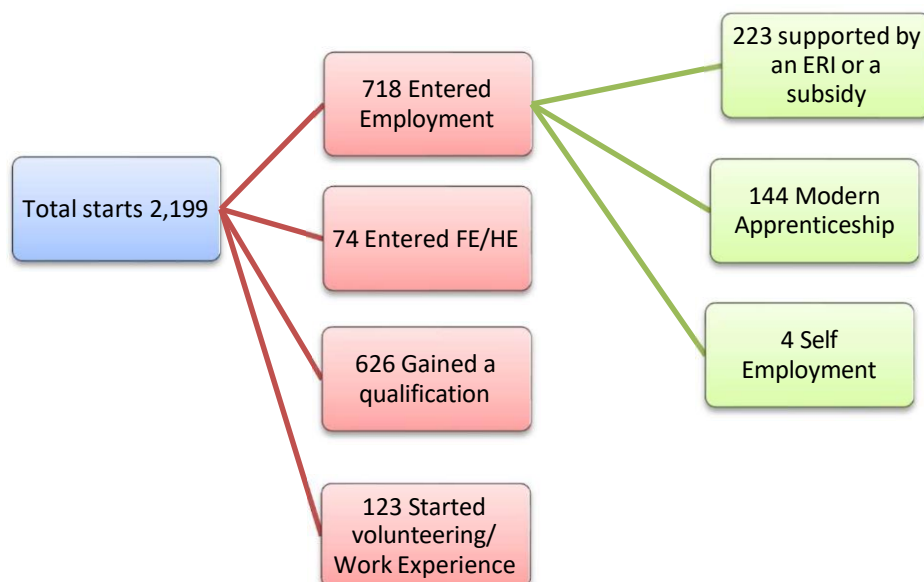 Total starts 2,199
718 Entered
Employment
74 Entered FE/HE
626 Gained a
qualification
123 Started
volunteering/
Work Experience
223 supported by
an ERI or a
subsidy
144 Modern
Apprenticeship
4 Self
Employment